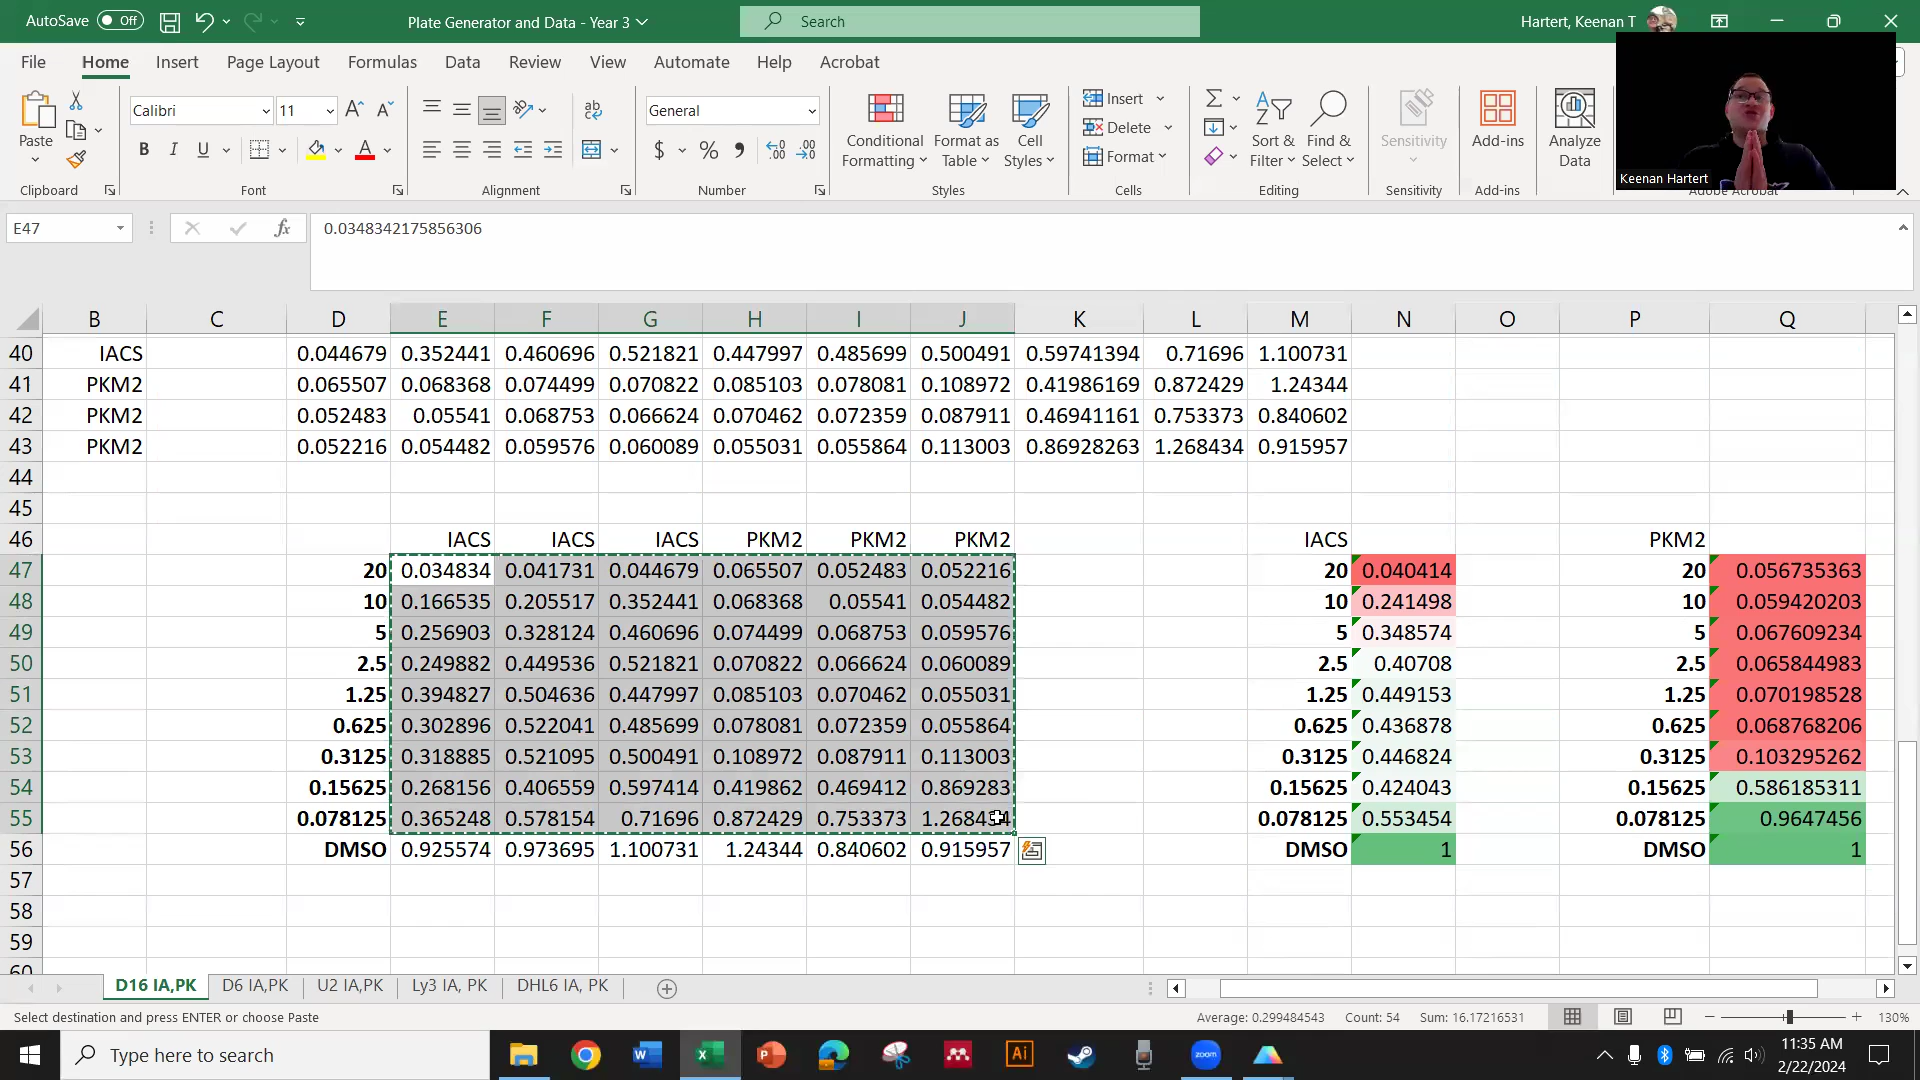 AutoSave Off Plate Generator and Data - Year 3 Search Hartert, Keenan T
File Home Insert Page Layout Formulas Data Review View Automate Help Acrobat
Calibri 11 General
Paste Conditional Formatting Format as Table Cell Styles Insert Delete Format Sort & Filter Find & Select Sensitivity Add-ins Analyze Data
Keenan Hartert
Clipboard Font Alignment Number Styles Cells Editing Sensitivity Add-ins
E47 fx 0.0348342175856306
B C D E F G H I J K L M N O P Q
40 IACS 0.044679 0.352441 0.460696 0.521821 0.447997 0.485699 0.500491 0.59741394 0.71696 1.100731
41 PKM2 0.065507 0.068368 0.074499 0.070822 0.085103 0.078081 0.108972 0.41986169 0.872429 1.24344
42 PKM2 0.052483 0.05541 0.068753 0.066624 0.070462 0.072359 0.087911 0.46941161 0.753373 0.840602
43 PKM2 0.052216 0.054482 0.059576 0.060089 0.055031 0.055864 0.113003 0.86928263 1.268434 0.915957
44
45
46 IACS IACS IACS PKM2 PKM2 PKM2 IACS PKM2
47 20 0.034834 0.041731 0.044679 0.065507 0.052483 0.052216 20 0.040414 20 0.056735363
48 10 0.166535 0.205517 0.352441 0.068368 0.05541 0.054482 10 0.241498 10 0.059420203
49 5 0.256903 0.328124 0.460696 0.074499 0.068753 0.059576 5 0.348574 5 0.067609234
50 2.5 0.249882 0.449536 0.521821 0.070822 0.066624 0.060089 2.5 0.40708 2.5 0.065844983
51 1.25 0.394827 0.504636 0.447997 0.085103 0.070462 0.055031 1.25 0.449153 1.25 0.070198528
52 0.625 0.302896 0.522041 0.485699 0.078081 0.072359 0.055864 0.625 0.436878 0.625 0.068768206
53 0.3125 0.318885 0.521095 0.500491 0.108972 0.087911 0.113003 0.3125 0.446824 0.3125 0.103295262
54 0.15625 0.268156 0.406559 0.597414 0.419862 0.469412 0.869283 0.15625 0.424043 0.15625 0.586185311
55 0.078125 0.365248 0.578154 0.71696 0.872429 0.753373 1.268434 0.078125 0.553454 0.078125 0.9647456
56 DMSO 0.925574 0.973695 1.100731 1.24344 0.840602 0.915957 DMSO 1 DMSO 1
57
58
59
60
D16 IA,PK D6 IA,PK U2 IA,PK Ly3 IA, PK DHL6 IA, PK
Select destination and press ENTER or choose Paste Average: 0.299484543 Count: 54 Sum: 16.17216531 130%
Type here to search zoom 11:35 AM
2/22/2024